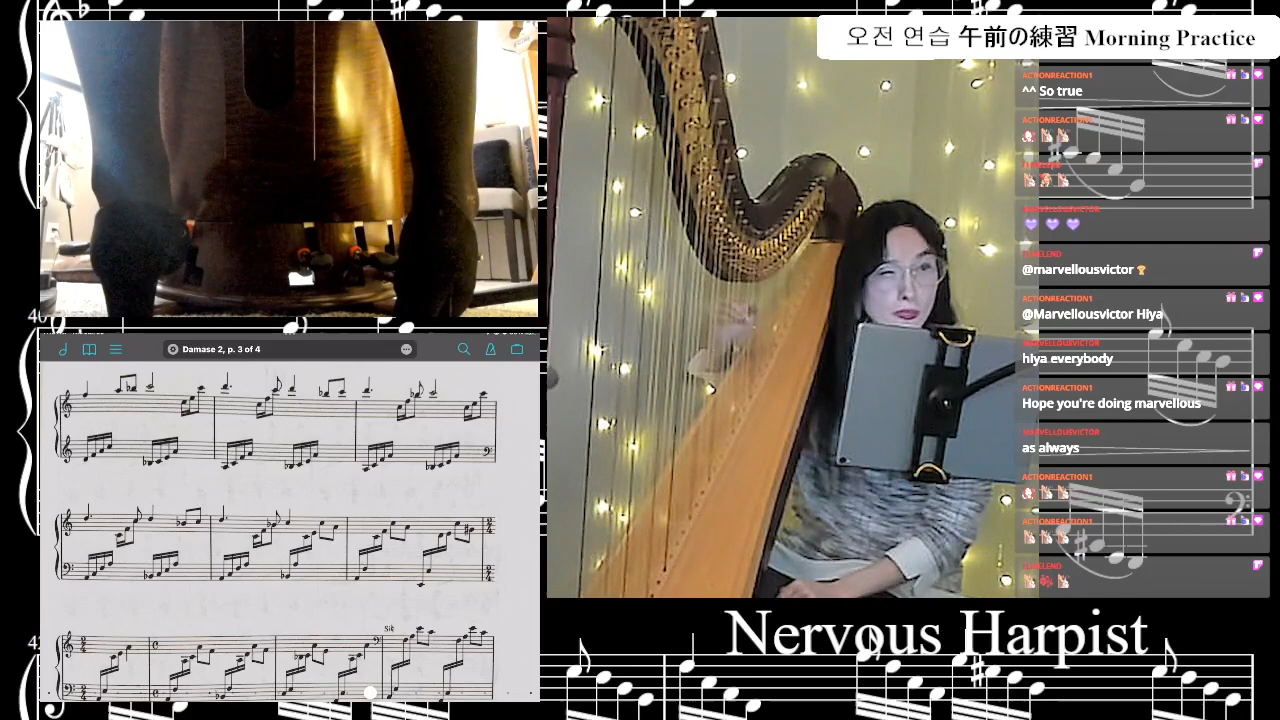 오전 연습 午前の練習 Morning Practice
Damase 2, p. 3 of 4
Sib
ACTIONREACTION1
^^ So true
ACTIONREACTION1
MARVELLOUSVICTOR
@marvellousvictor
ACTIONREACTION1
@Marvellousvictor Hiya
MARVELLOUSVICTOR
hiya everybody
ACTIONREACTION1
Hope you're doing marvellous
MARVELLOUSVICTOR
as always
ACTIONREACTION1
ACTIONREACTION1
Nervous Harpist